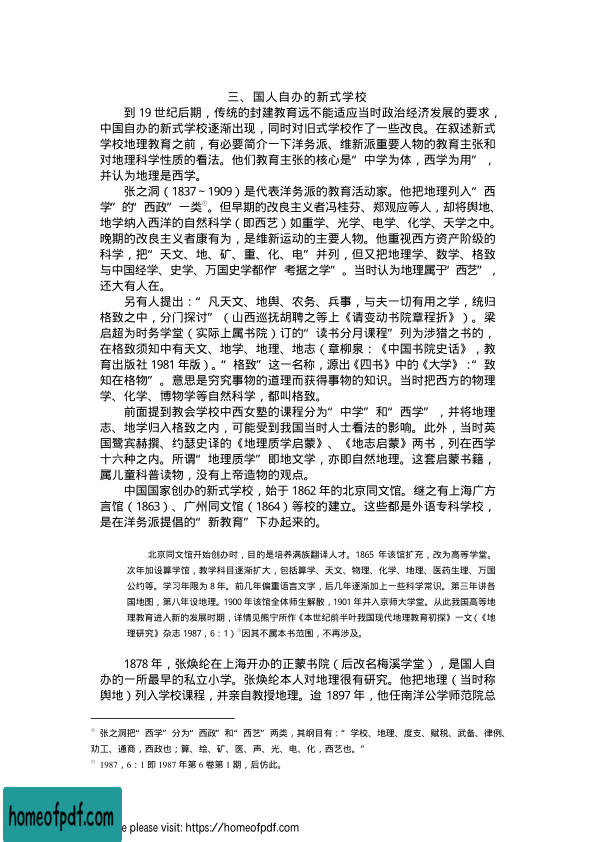 三、国人自办的新式学校
到 19 世纪后期，传统的封建教育远不能适应当时政治经济发展的要求，
中国自办的新式学校逐渐出现，同时对旧式学校作了一些改良。在叙述新式
学校地理教育之前，有必要简介一下洋务派、维新派重要人物的教育主张和
对地理科学性质的看法。他们教育主张的核心是“中学为体，西学为用”，
并认为地理是西学。
张之洞（1837～1909）是代表洋务派的教育活动家。他把地理列入“西
学”的“西政”一类①。但早期的改良主义者冯桂芬、郑观应等人，却将舆地、
地学纳入西洋的自然科学（即西艺）如重学、光学、电学、化学、天学之中。
晚期的改良主义者康有为，是维新运动的主要人物。他重视西方资产阶级的
科学，把“天文、地、矿、重、化、电”并列，但又把地理学、数学、格致
与中国经学、史学、万国史学都作“考据之学”。当时认为地理属于“西艺”，
还大有人在。
另有人提出：“凡天文、地舆、农务、兵事，与夫一切有用之学，统归
格致之中，分门探讨”（山西巡抚胡聘之等上《请变动书院章程折》）。梁
启超为时务学堂（实际上属书院）订的“读书分月课程”列为涉猎之书的，
在格致须知中有天文、地学、地理、地志（章柳泉：《中国书院史话》，教
育出版社 1981 年版）。“格致”这一名称，源出《四书》中的《大学》：“致
知在格物”。意思是穷究事物的道理而获得事物的知识。当时把西方的物理
学、化学、博物学等自然科学，都叫格致。
前面提到教会学校中西女塾的课程分为“中学”和“西学”，并将地理
志、地学归入格致之内，可能受到我国当时人士看法的影响。此外，当时英
国鹭宾赫撰、约瑟史译的《地理质学启蒙》、《地志启蒙》两书，列在西学
十六种之内。所谓“地理质学”即地文学，亦即自然地理。这套启蒙书籍，
属儿童科普读物，没有上帝造物的观点。
中国国家创办的新式学校，始于 1862 年的北京同文馆。继之有上海广方
言馆（1863）、广州同文馆（1864）等校的建立。这些都是外语专科学校，
是在洋务派提倡的“新教育”下办起来的。
北京同文馆开始创办时，目的是培养满族翻译人才。1865 年该馆扩充，改为高等学堂。
次年加设算学馆，教学科目逐渐扩大，包括算学、天文、物理、化学、地理、医药生理、万国
公约等。学习年限为 8 年。前几年偏重语言文字，后几年逐渐加上一些科学常识。第三年讲各
国地图，第八年设地理。1900 年该馆全体师生解散，1901 年并入京师大学堂。从此我国高等地
理教育进入新的发展时期，详情见熊宁所作《本世纪前半叶我国现代地理教育初探》一文（《地
理研究》杂志 1987，6：1）①因其不属本书范围，不再涉及。
1878 年，张焕纶在上海开办的正蒙书院（后改名梅溪学堂），是国人自
办的一所最早的私立小学。张焕纶本人对地理很有研究。他把地理（当时称
舆地）列入学校课程，并亲自教授地理。迨 1897 年，他任南洋公学师范院总
① 张之洞把“西学”分为“西政”和“西艺”两类，其纲目有：“学校、地理、度支、赋税、武备、律例、
劝工、通商，西政也；算、绘、矿、医、声、光、电、化，西艺也。”
① 1987，6：1 即 1987 年第 6 卷第 1 期，后仿此。
homeofpdf.com
e please visit: https://homeofpdf.com